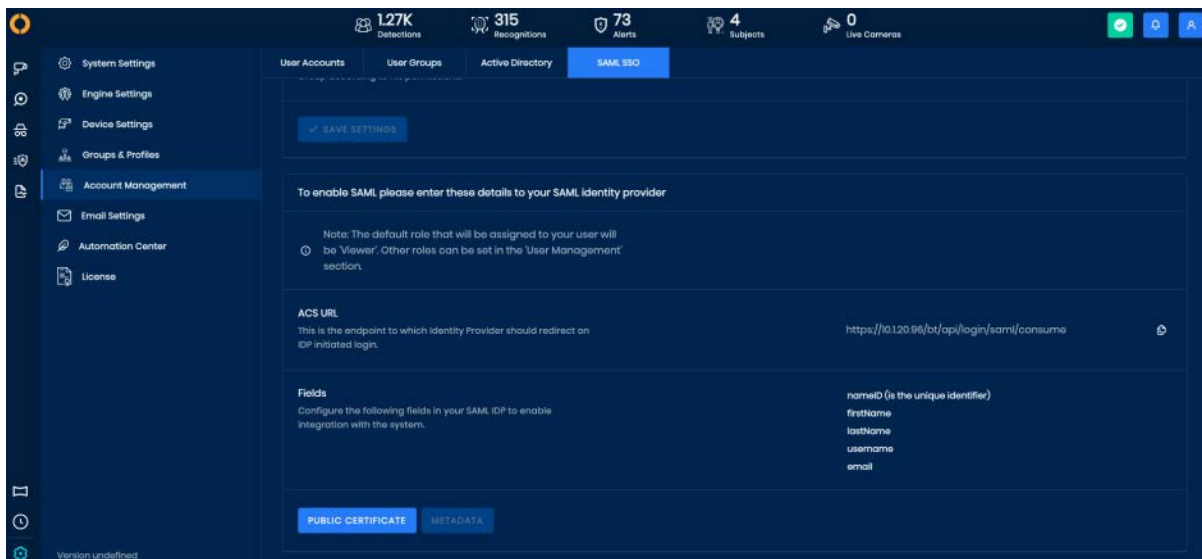 1.27K
Detections
315
Recognitions
73
Alerts
4
Subjects
0
Live Cameras
System Settings
Engine Settings
Device Settings
Groups & Profiles
Account Management
Email Settings
Automation Center
License
Version undefined
User Accounts
User Groups
Active Directory
SAML SSO
SAVE SETTINGS
To enable SAML please enter these details to your SAML identity provider
Note: The default role that will be assigned to your user will
be 'Viewer'. Other roles can be set in the 'User Management'
section.
ACS URL
This is the endpoint to which Identity Provider should redirect on
IDP initiated login.
https://10.1.20.96/bt/api/login/saml/consume
Fields
Configure the following fields in your SAML IDP to enable
integration with the system.
nameID (is the unique identifier)
firstName
lastName
username
email
PUBLIC CERTIFICATE
METADATA